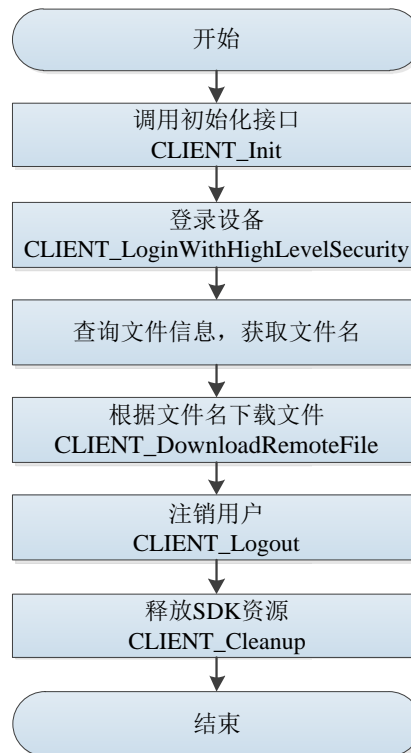 开始
调用初始化接口
CLIENT_Init
登录设备
CLIENT_LoginWithHighLevelSecurity
查询文件信息，获取文件名
根据文件名下载文件
CLIENT_DownloadRemoteFile
注销用户
CLIENT_Logout
释放SDK资源
CLIENT_Cleanup
结束